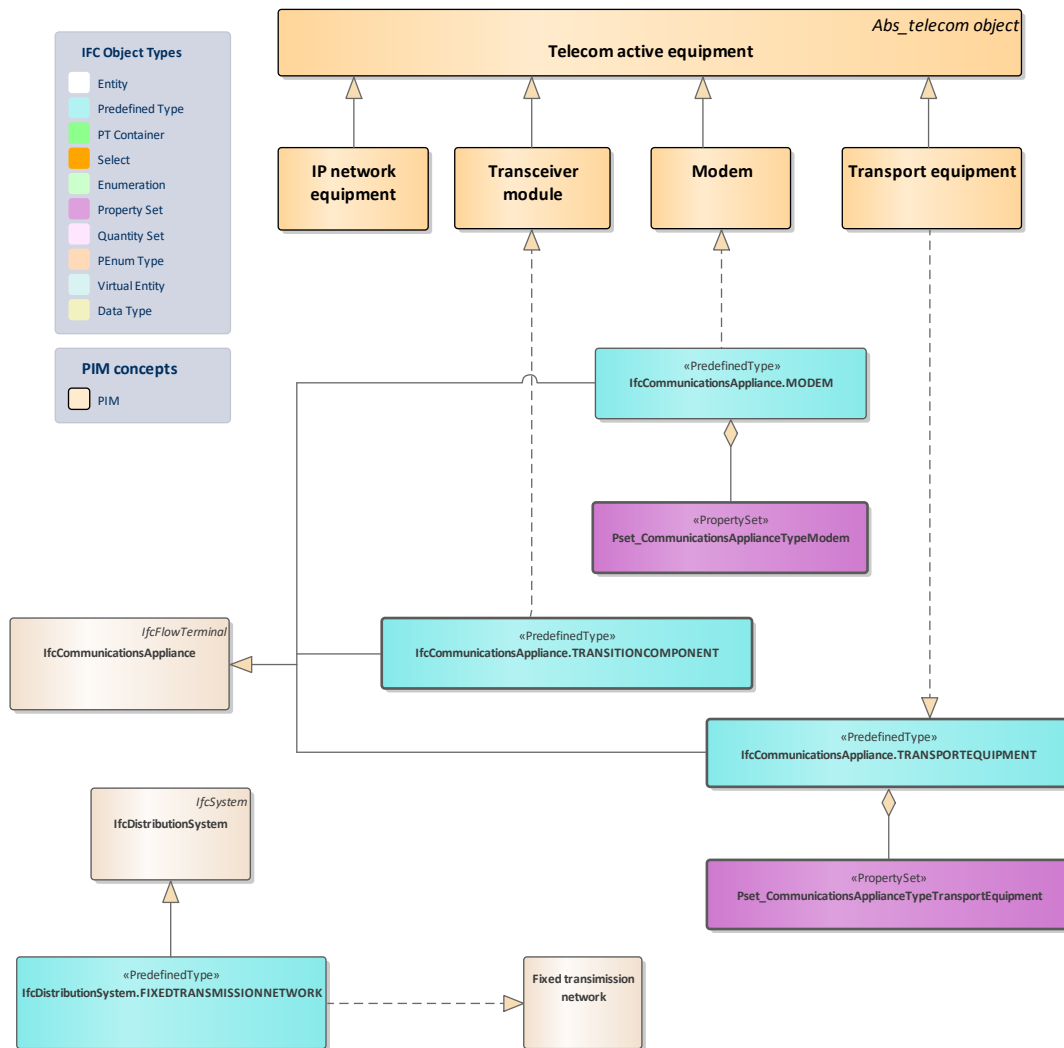 IFC Object Types
Entity
Predefined Type
PT Container
Select
Enumeration
Property Set
Quantity Set
PEnum Type
Virtual Entity
Data Type
PIM concepts
PIM
Abs_telecom object
Telecom active equipment
IP network
equipment
Transceiver
module
Modem
Transport equipment
«PredefinedType»
IfcCommunicationsAppliance.MODEM
«PropertySet»
Pset_CommunicationsApplianceTypeModem
IfcFlowTerminal
IfcCommunicationsAppliance
«PredefinedType»
IfcCommunicationsAppliance.TRANSITIONCOMPONENT
«PredefinedType»
IfcCommunicationsAppliance.TRANSPORTEQUIPMENT
IfcSystem
IfcDistributionSystem
«PropertySet»
Pset_CommunicationsApplianceTypeTransportEquipment
«PredefinedType»
IfcDistributionSystem.FIXEDTRANSMISSIONNETWORK
Fixed transimission
network